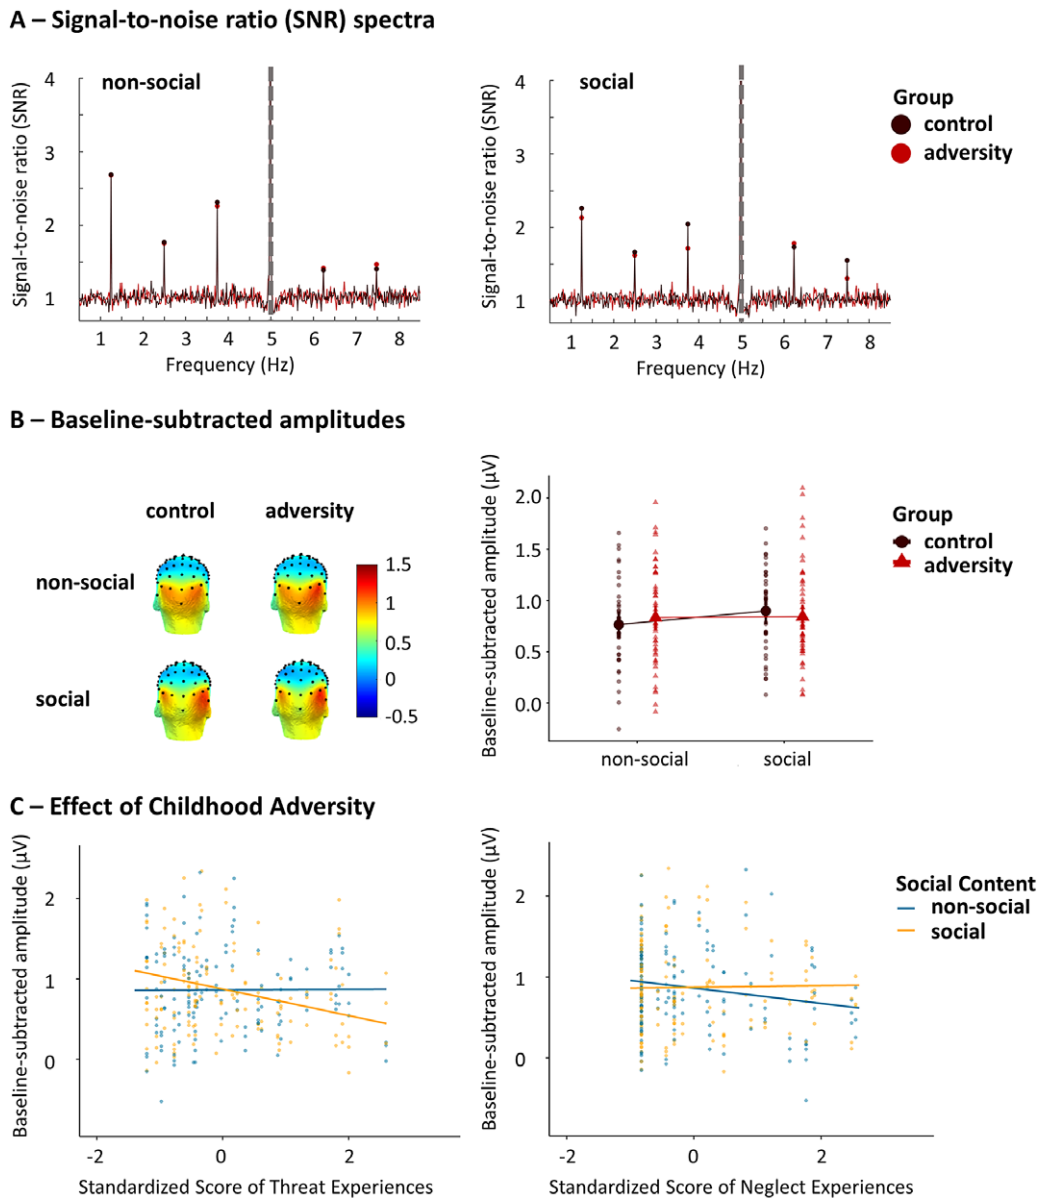 A – Signal-to-noise ratio (SNR) spectra
non-social
Signal-to-noise ratio (SNR)
4
3
2
1
1 2 3 4 5 6 7 8
Frequency (Hz)
social
Signal-to-noise ratio (SNR)
4
3
2
1
1 2 3 4 5 6 7 8
Frequency (Hz)
Group
control
adversity
B – Baseline-subtracted amplitudes
control adversity
non-social
social
1.5
1
0.5
0
-0.5
Baseline-subtracted amplitude (μV)
2.0
1.5
1.0
0.5
0.0
non-social social
Group
control
adversity
C – Effect of Childhood Adversity
Baseline-subtracted amplitude (μV)
2
1
0
-2 0 2
Standardized Score of Threat Experiences
Baseline-subtracted amplitude (μV)
2
1
0
-2 0 2
Standardized Score of Neglect Experiences
Social Content
non-social
social